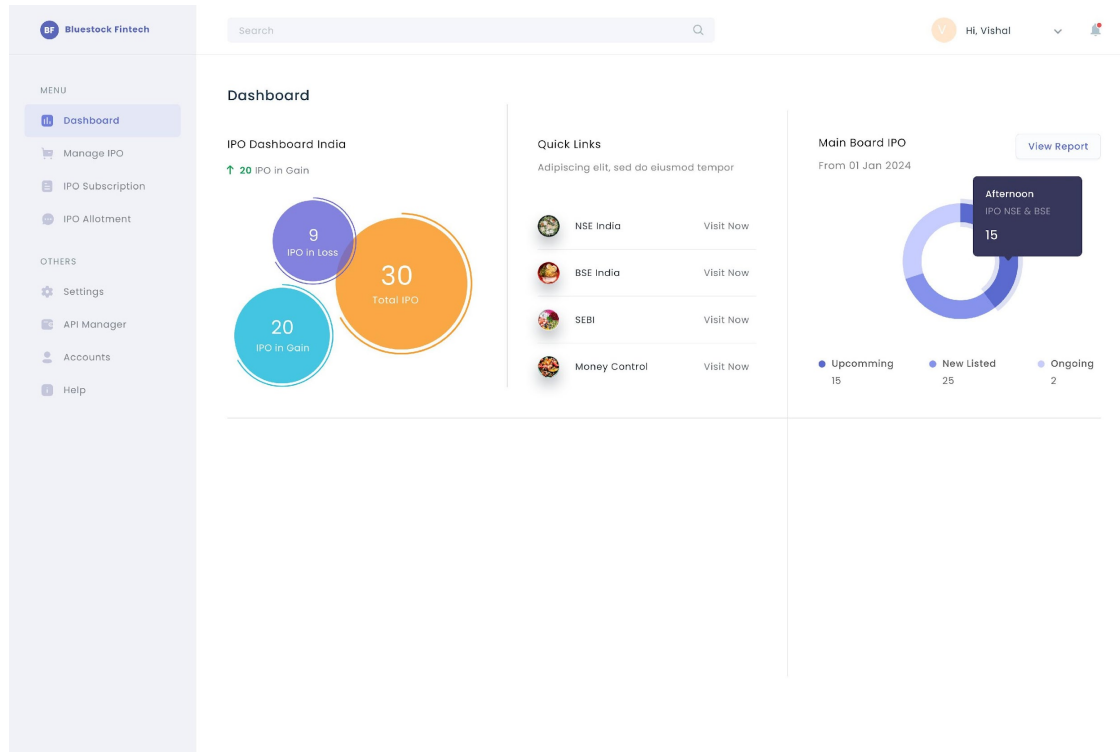 BF Bluestock Fintech
Search
V
Hi, Vishal
MENU
Dashboard
Manage IPO
IPO Subscription
IPO Allotment
OTHERS
Settings
API Manager
Accounts
Help
Dashboard
IPO Dashboard India
20 IPO in Gain
9
IPO in Loss
30
Total IPO
20
IPO in Gain
Quick Links
Adipiscing elit, sed do eiusmod tempor
NSE India Visit Now
BSE India Visit Now
SEBI Visit Now
Money Control Visit Now
Main Board IPO
View Report
From 01 Jan 2024
Afternoon
IPO NSE & BSE
15
Upcomming New Listed Ongoing
15 25 2